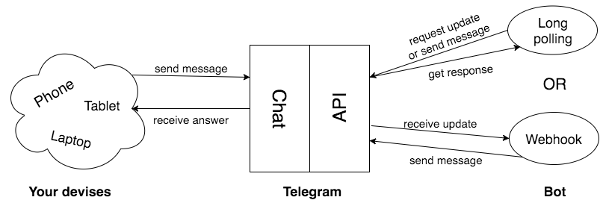 Phone
Tablet
Laptop
Your devises
send message
receive answer
Chat
API
Telegram
request update
or send message
get response
receive update
send message
Long
polling
OR
Webhook
Bot